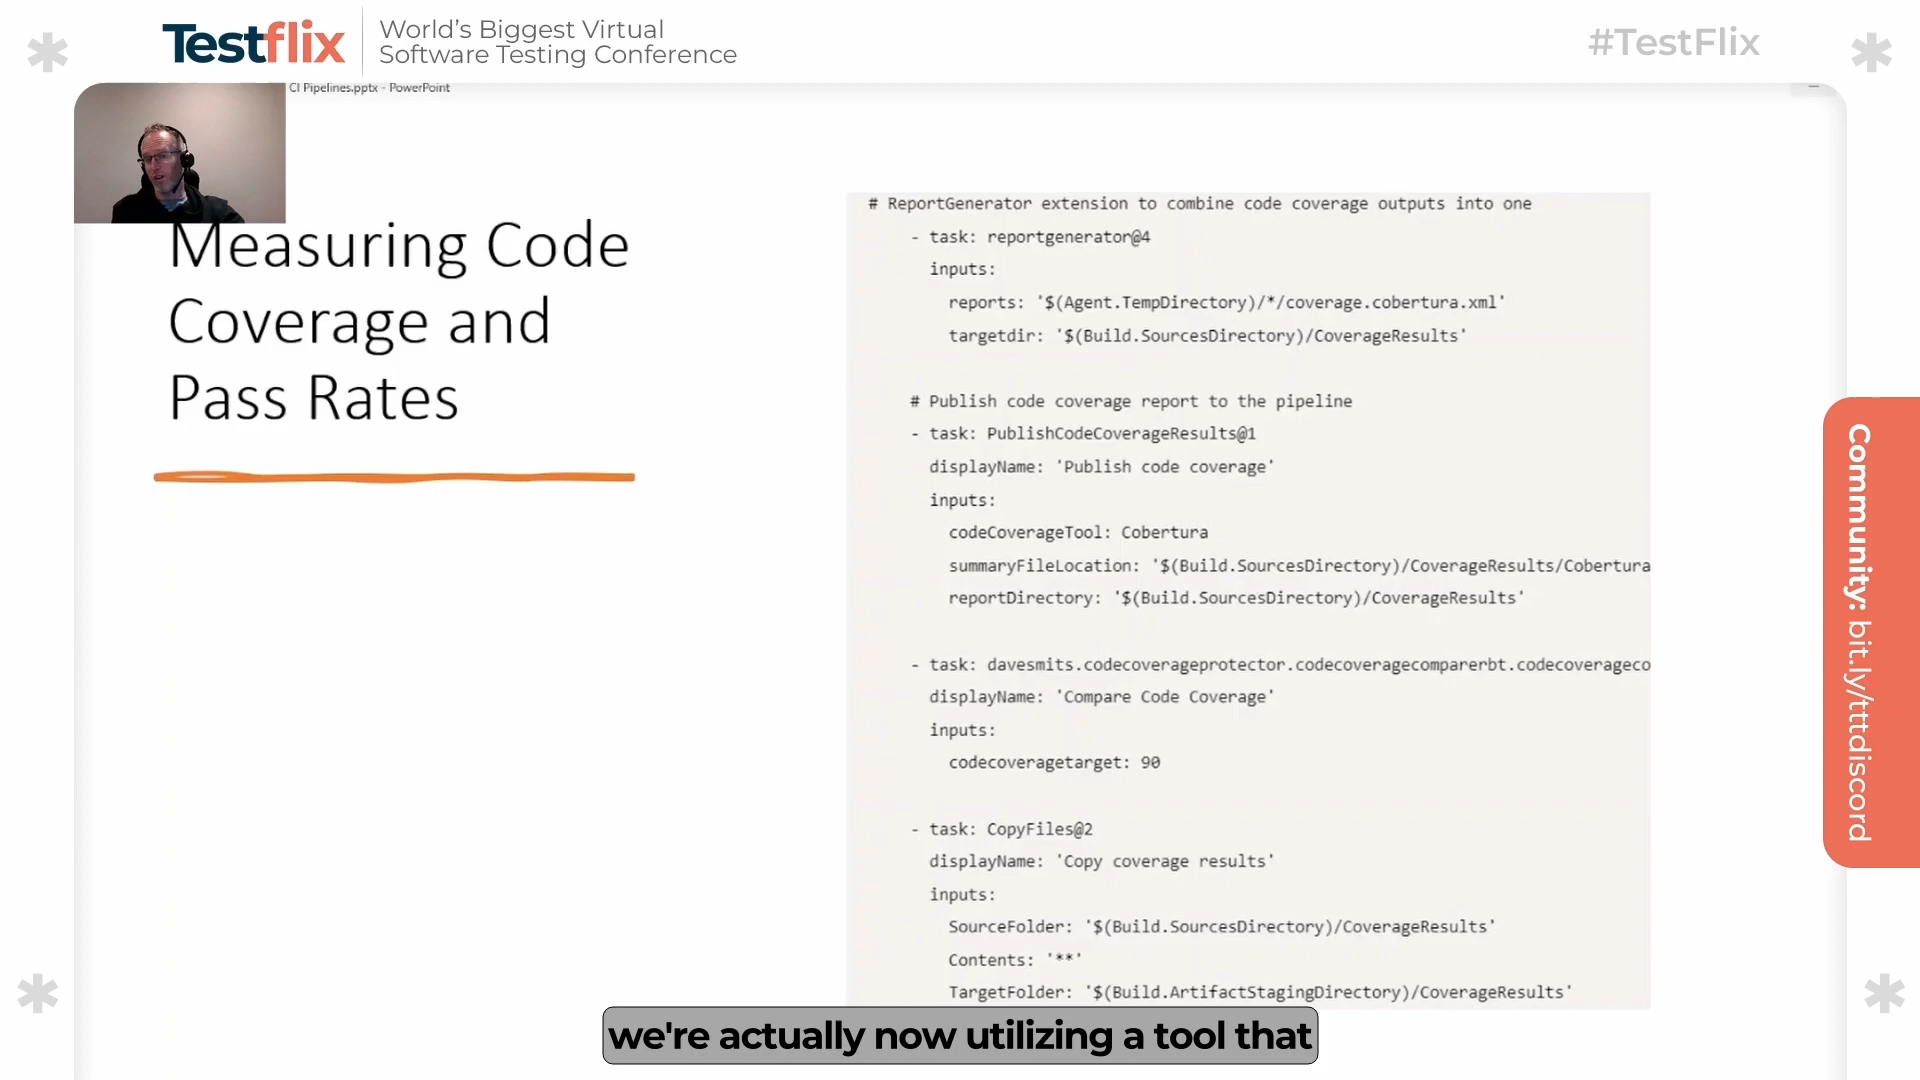 Testflix
World's Biggest Virtual
Software Testing Conference
#TestFlix
CI Pipelines.pptx - PowerPoint
Measuring Code
Coverage and
Pass Rates
# ReportGenerator extension to combine code coverage outputs into one
- task: reportgenerator@4
inputs:
reports: '$(Agent.TempDirectory)/*/coverage.cobertura.xml'
targetdir: '$(Build.SourcesDirectory)/CoverageResults'
# Publish code coverage report to the pipeline
- task: PublishCodeCoverageResults@1
displayName: 'Publish code coverage'
inputs:
codeCoverageTool: Cobertura
summaryFileLocation: '$(Build.SourcesDirectory)/CoverageResults/Cobertura
reportDirectory: '$(Build.SourcesDirectory)/CoverageResults'
- task: davesmits.codecoverageprotector.codecoveragecomparerbt.codecoverageco
displayName: 'Compare Code Coverage'
inputs:
codecoveragetarget: 90
- task: CopyFiles@2
displayName: 'Copy coverage results'
inputs:
SourceFolder: '$(Build.SourcesDirectory)/CoverageResults'
Contents: '**'
TargetFolder: '$(Build.ArtifactStagingDirectory)/CoverageResults'
Community: bit.ly/tttdiscord
we're actually now utilizing a tool that